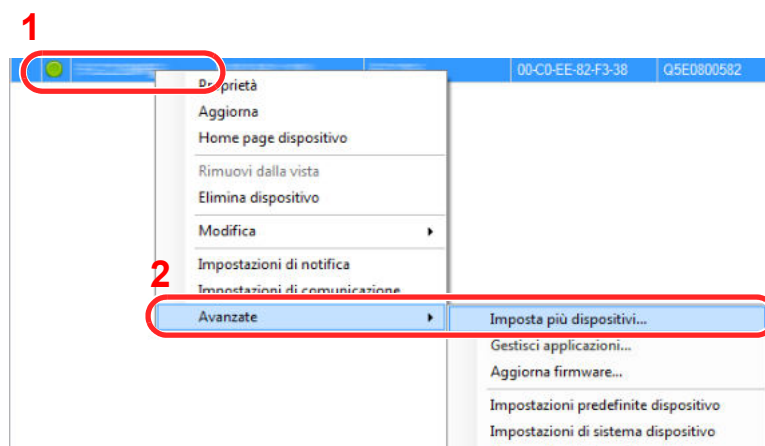 1
00-C0-EE-82-F3-38 Q5E0800582
Proprietà
Aggiorna
Home page dispositivo
Rimuovi dalla vista
Elimina dispositivo
Modifica
Impostazioni di notifica
2
Impostazioni di comunicazione
Avanzate
Imposta più dispositivi...
Gestisci applicazioni...
Aggiorna firmware...
Impostazioni predefinite dispositivo
Impostazioni di sistema dispositivo